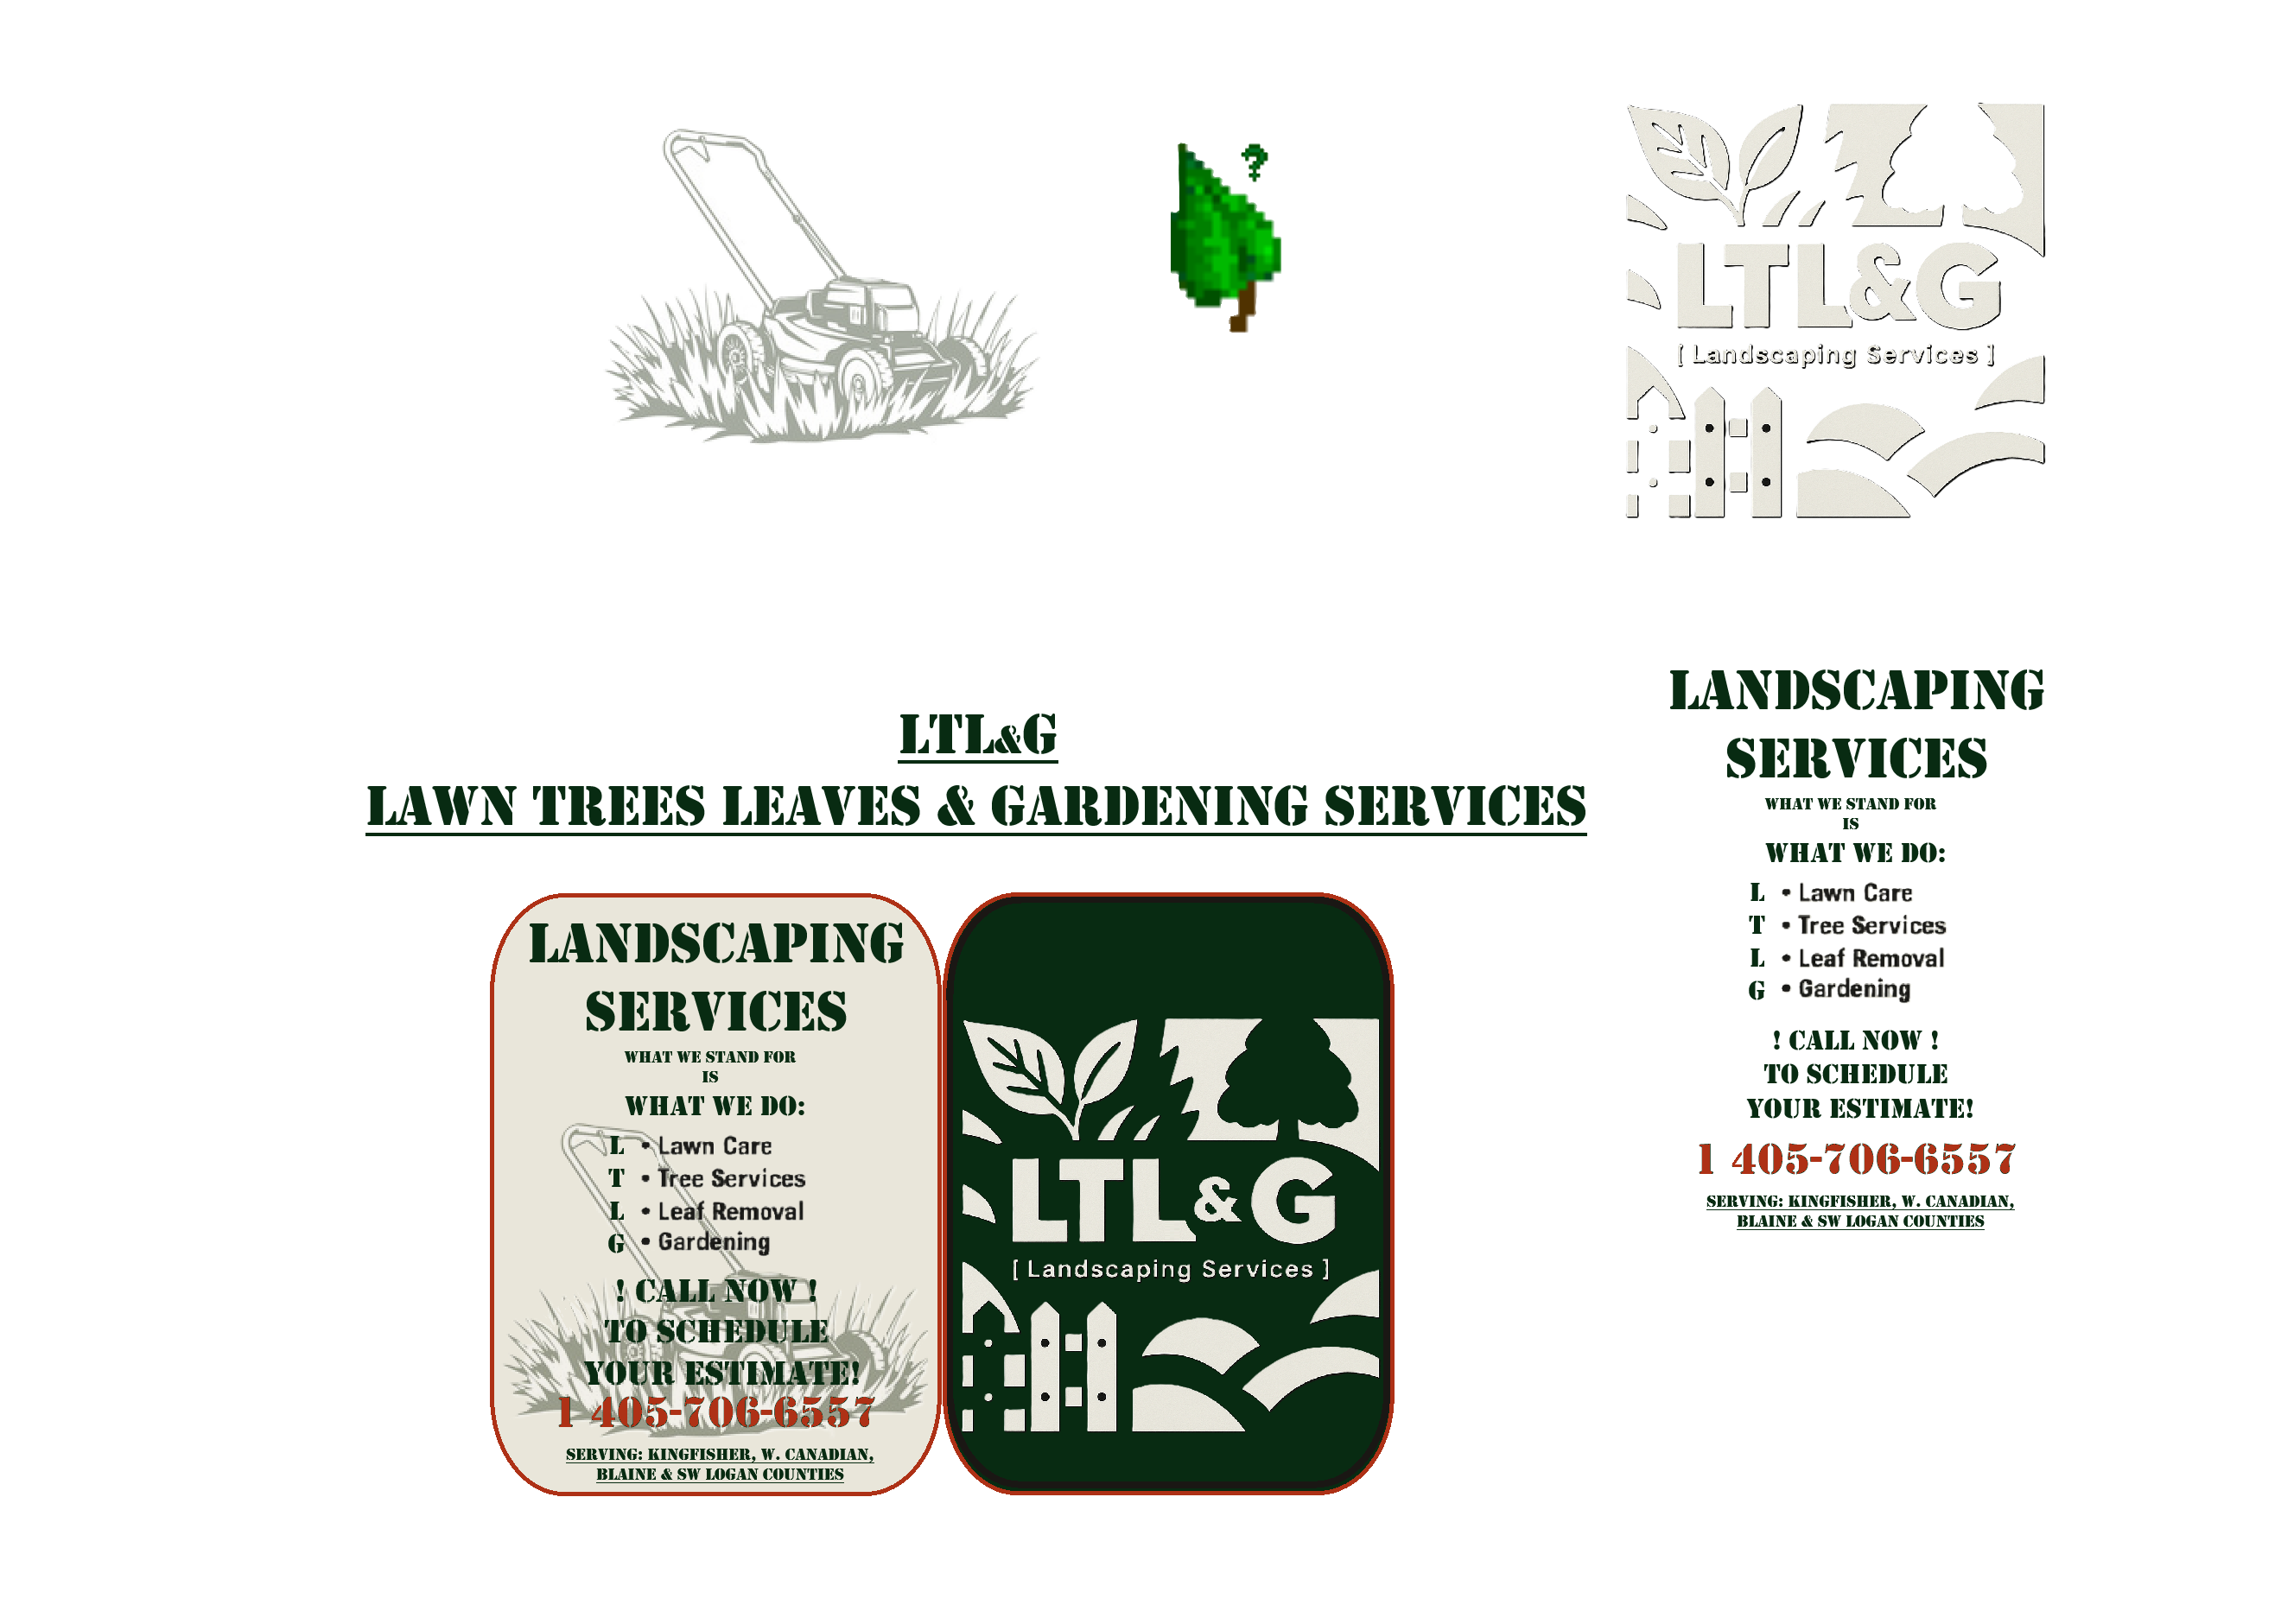 ?
LTL&G
[ Landscaping Services ]
LTL&G
LAWN TREES LEAVES & GARDENING SERVICES
LANDSCAPING
SERVICES
WHAT WE STAND FOR
IS
WHAT WE DO:
L • Lawn Care
T • Tree Services
L • Leaf Removal
G • Gardening
! CALL NOW !
TO SCHEDULE
YOUR ESTIMATE!
1 405-706-6557
SERVING: KINGFISHER, W. CANADIAN,
BLAINE & SW LOGAN COUNTIES
LTL&G
[ Landscaping Services ]
LANDSCAPING
SERVICES
WHAT WE STAND FOR
IS
WHAT WE DO:
L • Lawn Care
T • Tree Services
L • Leaf Removal
G • Gardening
! CALL NOW !
TO SCHEDULE
YOUR ESTIMATE!
1 405-706-6557
SERVING: KINGFISHER, W. CANADIAN,
BLAINE & SW LOGAN COUNTIES